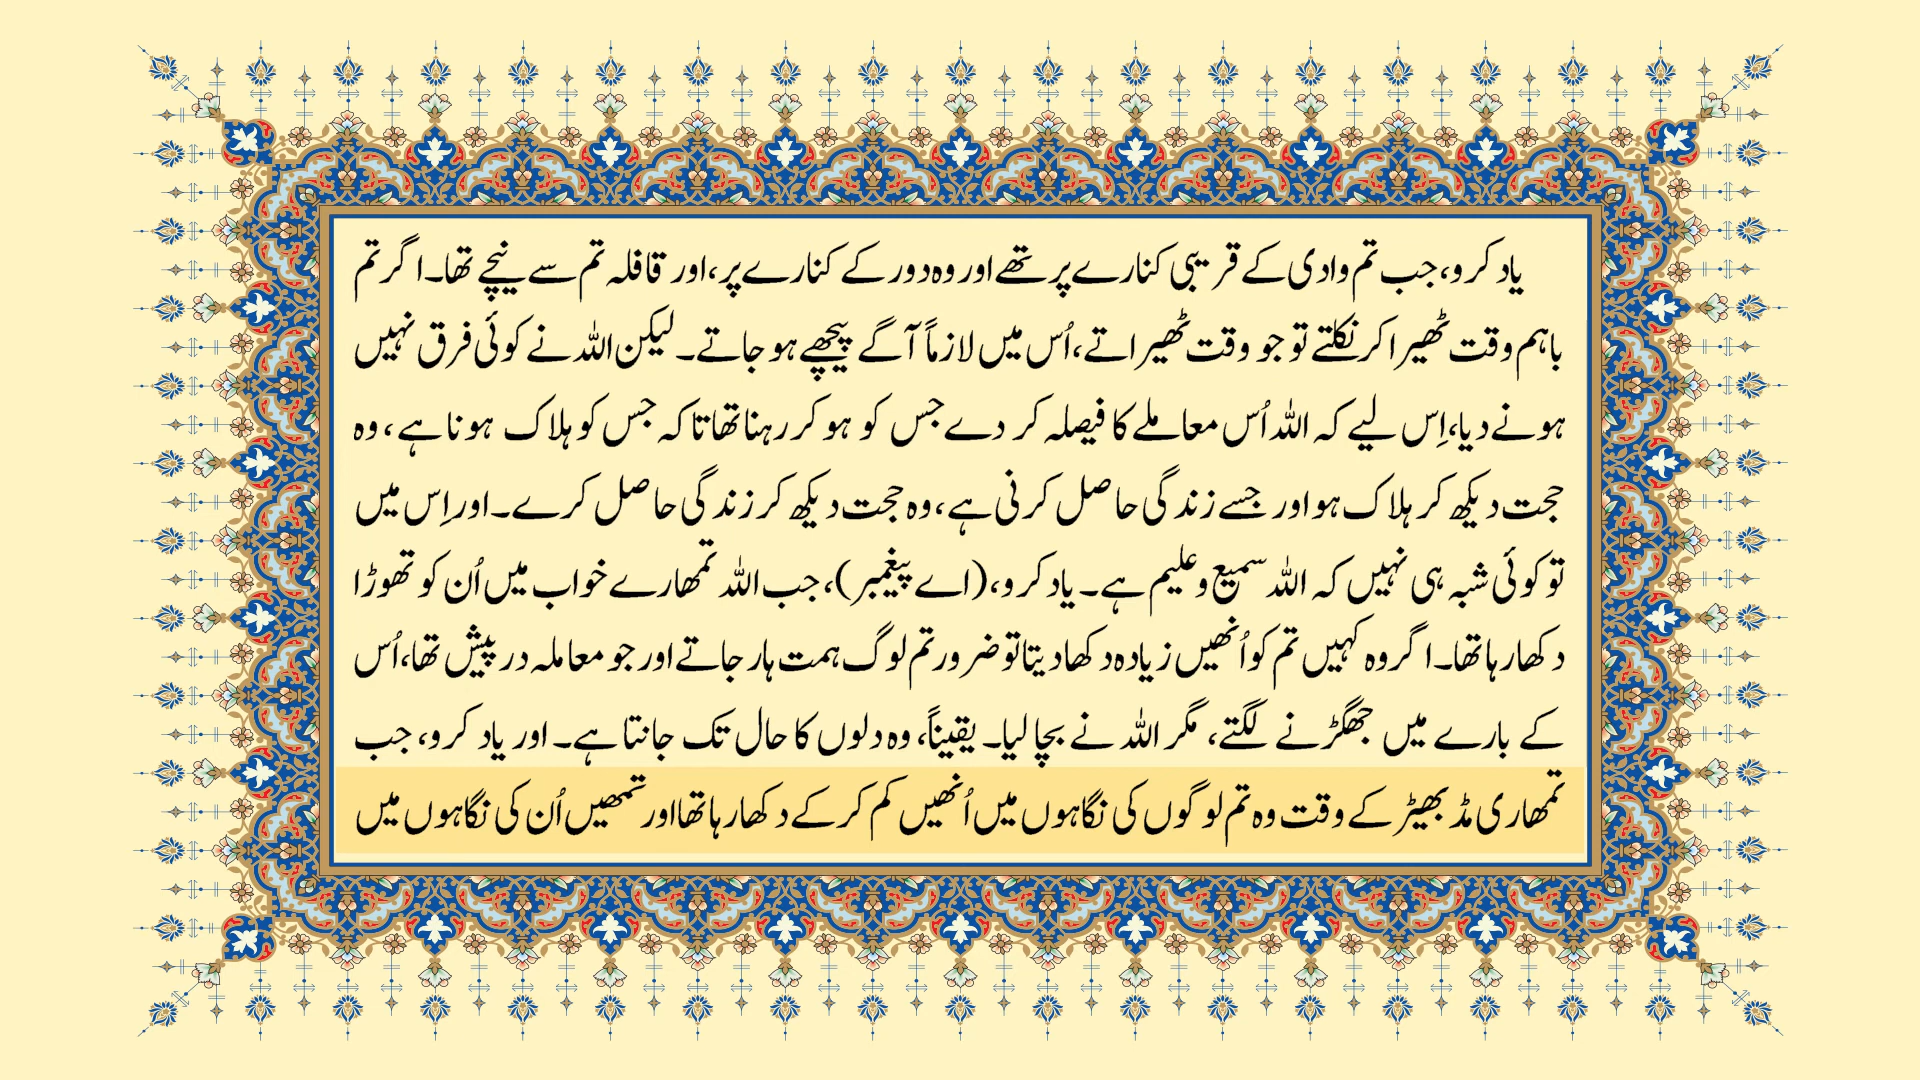 یاد کرو، جب تم وادی کے قریبی کنارے پر تھے اور وہ دور کے کنارے پر، اور قافلہ تم سے نیچے تھا۔ اگر تم
باہم وقت ٹھیرا کر نکلتے تو جو وقت ٹھیراتے، اُس میں لازماً آگے پیچھے ہو جاتے۔ لیکن اللہ نے کوئی فرق نہیں
ہونے دیا، اِس لیے کہ اللہ اُس معاملے کا فیصلہ کر دے جس کو ہو کر رہنا تھا تاکہ جس کو ہلاک ہونا ہے، وہ
حجت دیکھ کر ہلاک ہو اور جسے زندگی حاصل کرنی ہے، وہ حجت دیکھ کر زندگی حاصل کرے۔ اور اِس میں
تو کوئی شبہ ہی نہیں کہ اللہ سمیع و علیم ہے۔ یاد کرو، (اے پیغمبر)، جب اللہ تمھارے خواب میں اُن کو تھوڑا
دکھا رہا تھا۔ اگر وہ کہیں تم کو اُنھیں زیادہ دکھا دیتا تو ضرور تم لوگ ہمت ہار جاتے اور جو معاملہ درپیش تھا، اُس
کے بارے میں جھگڑنے لگتے، مگر اللہ نے بچا لیا۔ یقیناً، وہ دلوں کا حال تک جانتا ہے۔ اور یاد کرو، جب
تمھاری مڈ بھیڑ کے وقت وہ تم لوگوں کی نگاہوں میں اُنھیں کم کر کے دکھا رہا تھا اور تمھیں اُن کی نگاہوں میں